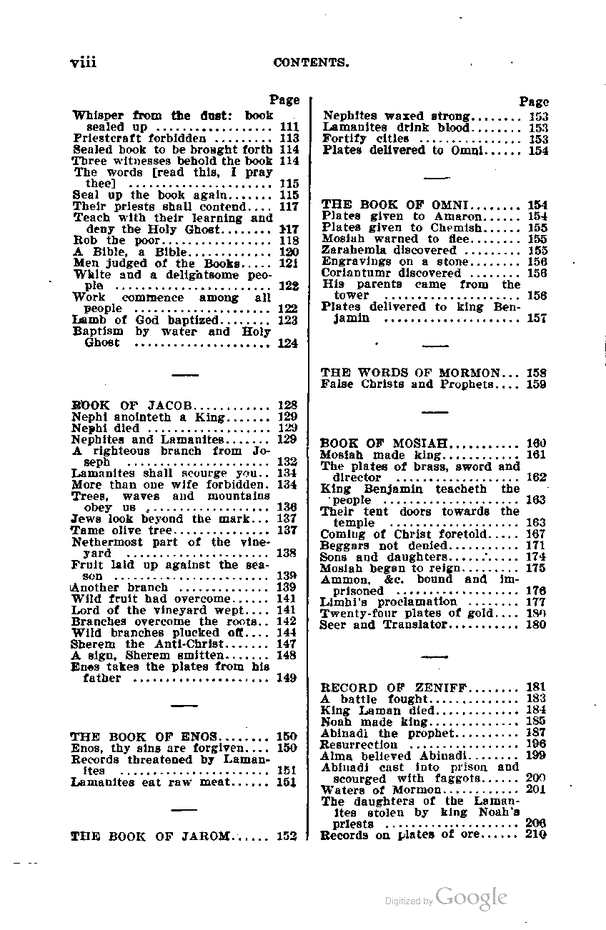 viii
CONTENTS.
Page
Whisper from the dust: book
sealed up .................. 111
Priestcraft forbidden ......... 113
Sealed book to be brought forth 114
Three witnesses behold the book 114
The words [read this, I pray
thee] ...................... 115
Seal up the book again....... 115
Their priests shall contend.... 117
Teach with their learning and
deny the Holy Ghost........ 117
Rob the poor................. 118
A Bible, a Bible............. 120
Men judged of the Books..... 121
White and a delightsome peo-
ple ........................ 122
Work commence among all
people ..................... 122
Lamb of God baptized........ 123
Baptism by water and Holy
Ghost ..................... 124
BOOK OF JACOB............ 128
Nephi anointeth a King....... 129
Nephi died ................... 129
Nephites and Lamanites....... 129
A righteous branch from Jo-
seph ...................... 132
Lamanites shall scourge you.. 134
More than one wife forbidden. 134
Trees, waves and mountains
obey us ................... 136
Jews look beyond the mark... 137
Tame olive tree............... 137
Nethermost part of the vine-
yard ...................... 138
Fruit laid up against the sea-
son ........................ 139
Another branch .............. 139
Wild fruit had overcome...... 141
Lord of the vineyard wept.... 141
Branches overcome the roots.. 142
Wild branches plucked off.... 144
Sherem the Anti-Christ....... 147
A sign, Sherem smitten....... 148
Enos takes the plates from his
father ..................... 149
THE BOOK OF ENOS........ 150
Enos, thy sins are forgiven.... 150
Records threatened by Laman-
ites ....................... 151
Lamanites eat raw meat...... 151
THE BOOK OF JAROM...... 152
Page
Nephites waxed strong........ 153
Lamanites drink blood........ 153
Fortify cities ................ 153
Plates delivered to Omni...... 154
THE BOOK OF OMNI........ 154
Plates given to Amaron...... 154
Plates given to Chemish...... 155
Mosiah warned to flee........ 155
Zarahemla discovered ......... 155
Engravings on a stone........ 156
Coriantumr discovered ........ 156
His parents came from the
tower ..................... 156
Plates delivered to king Ben-
jamin ..................... 157
THE WORDS OF MORMON... 158
False Christs and Prophets.... 159
BOOK OF MOSIAH........... 160
Mosiah made king............ 161
The plates of brass, sword and
director ................... 162
King Benjamin teacheth the
people ..................... 163
Their tent doors towards the
temple .................... 163
Coming of Christ foretold..... 167
Beggars not denied........... 171
Sons and daughters........... 174
Mosiah began to reign........ 175
Ammon, &c. bound and im-
prisoned ................... 176
Limhi's proclamation ........ 177
Twenty-four plates of gold.... 180
Seer and Translator........... 180
RECORD OF ZENIFF........ 181
A battle fought.............. 183
King Laman died............. 184
Noah made king.............. 185
Abinadi the prophet.......... 187
Resurrection ................. 196
Alma believed Abinadi........ 199
Abinadi cast into prison and
scourged with faggots...... 200
Waters of Mormon............ 201
The daughters of the Laman-
ites stolen by king Noah's
priests .................... 206
Records on plates of ore...... 210
Digitized by Google